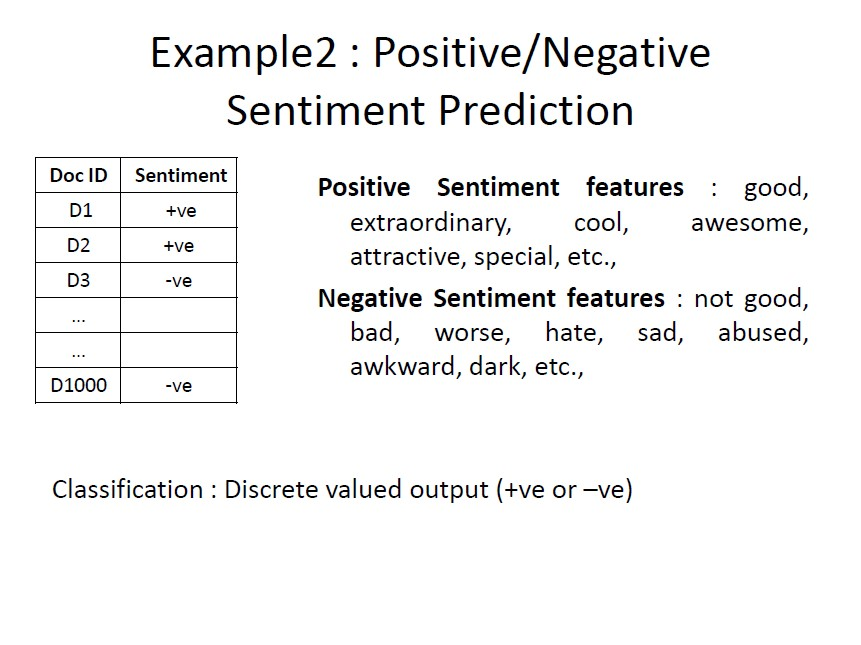 Example2 : Positive/Negative
Sentiment Prediction
Doc ID Sentiment
D1 +ve
D2 +ve
D3 -ve
...
...
D1000 -ve
Positive Sentiment features : good,
extraordinary, cool, awesome,
attractive, special, etc.,
Negative Sentiment features : not good,
bad, worse, hate, sad, abused,
awkward, dark, etc.,
Classification : Discrete valued output (+ve or –ve)